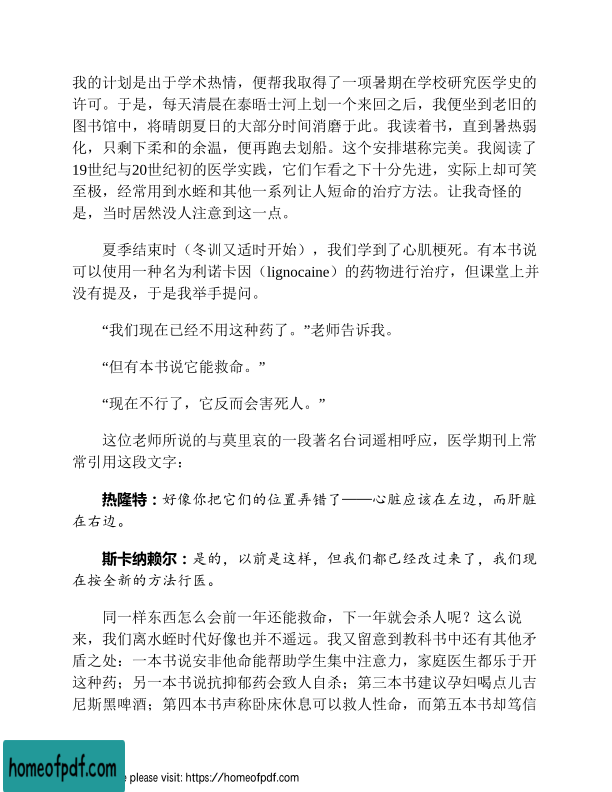 我的计划是出于学术热情，便帮我取得了一项暑期在学校研究医学史的
许可。于是，每天清晨在泰晤士河上划一个来回之后，我便坐到老旧的
图书馆中，将晴朗夏日的大部分时间消磨于此。我读着书，直到暑热弱
化，只剩下柔和的余温，便再跑去划船。这个安排堪称完美。我阅读了
19世纪与20世纪初的医学实践，它们乍看之下十分先进，实际上却可笑
至极，经常用到水蛭和其他一系列让人短命的治疗方法。让我奇怪的
是，当时居然没人注意到这一点。
夏季结束时（冬训又适时开始），我们学到了心肌梗死。有本书说
可以使用一种名为利诺卡因（lignocaine）的药物进行治疗，但课堂上并
没有提及，于是我举手提问。
“我们现在已经不用这种药了。”老师告诉我。
“但有本书说它能救命。”
“现在不行了，它反而会害死人。”
这位老师所说的与莫里哀的一段著名台词遥相呼应，医学期刊上常
常引用这段文字：
热隆特：好像你把它们的位置弄错了——心脏应该在左边，而肝脏
在右边。
斯卡纳赖尔：是的，以前是这样，但我们都已经改过来了，我们现
在按全新的方法行医。
同一样东西怎么会前一年还能救命，下一年就会杀人呢？这么说
来，我们离水蛭时代好像也并不遥远。我又留意到教科书中还有其他矛
盾之处：一本书说安非他命能帮助学生集中注意力，家庭医生都乐于开
这种药；另一本书说抗抑郁药会致人自杀；第三本书建议孕妇喝点儿吉
尼斯黑啤酒；第四本书声称卧床休息可以救人性命，而第五本书却笃信
homeofpdf.com
e please visit: https://homeofpdf.com